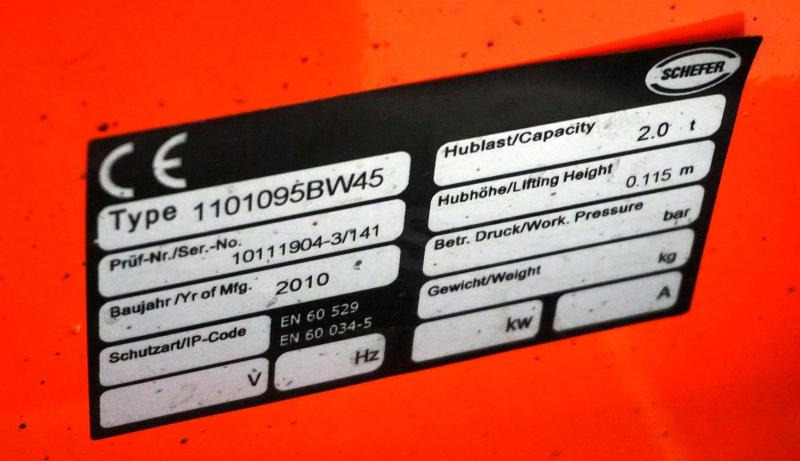 SCHEFER
CE
Type 1101095BW45
Prüf-Nr./Ser.-No. 10111904-3/141
Baujahr/Yr of Mfg. 2010
Schutzart/IP-Code
EN 60 529
EN 60 034-5
V
Hz
Hublast/Capacity 2.0 t
Hubhöhe/Lifting Height 0.115 m
Betr. Druck/Work. Pressure bar
Gewicht/Weight kg
kw
A